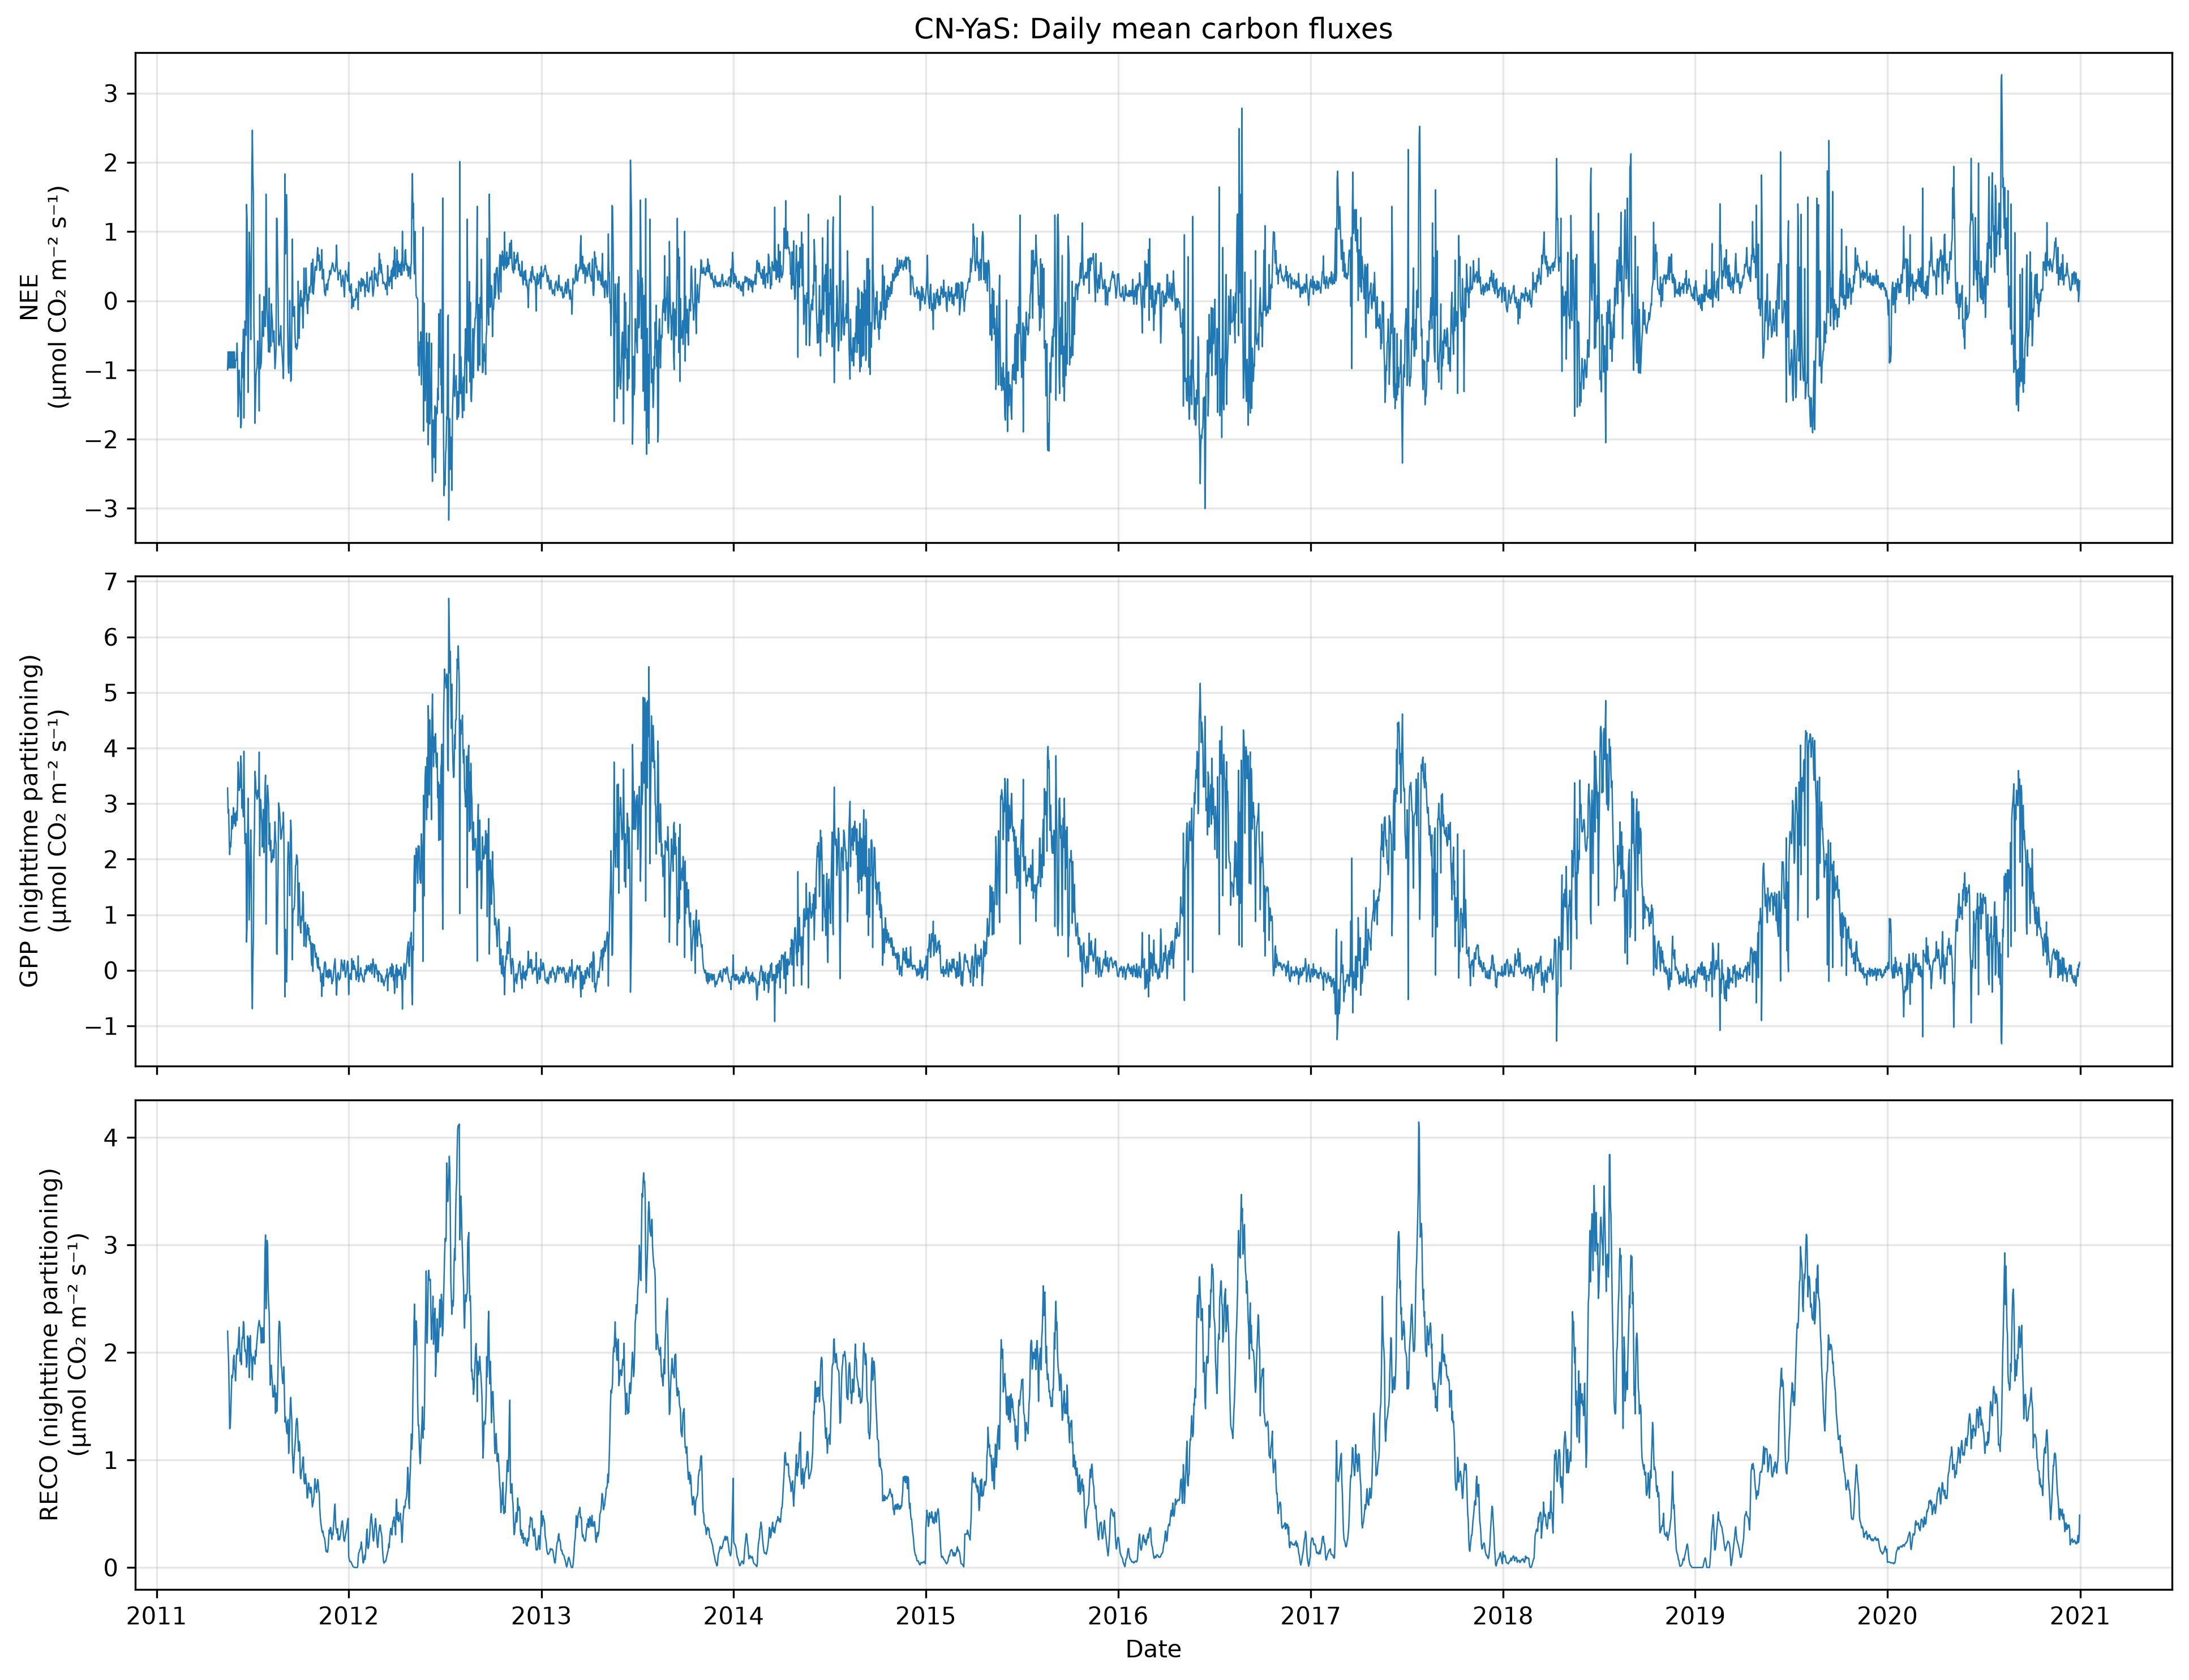 CN-YaS: Daily mean carbon fluxes
NEE
(μmol CO₂ m⁻² s⁻¹)
3
2
1
0
−1
−2
−3
GPP (nighttime partitioning)
(μmol CO₂ m⁻² s⁻¹)
7
6
5
4
3
2
1
0
−1
RECO (nighttime partitioning)
(μmol CO₂ m⁻² s⁻¹)
4
3
2
1
0
2011 2012 2013 2014 2015 2016 2017 2018 2019 2020 2021
Date